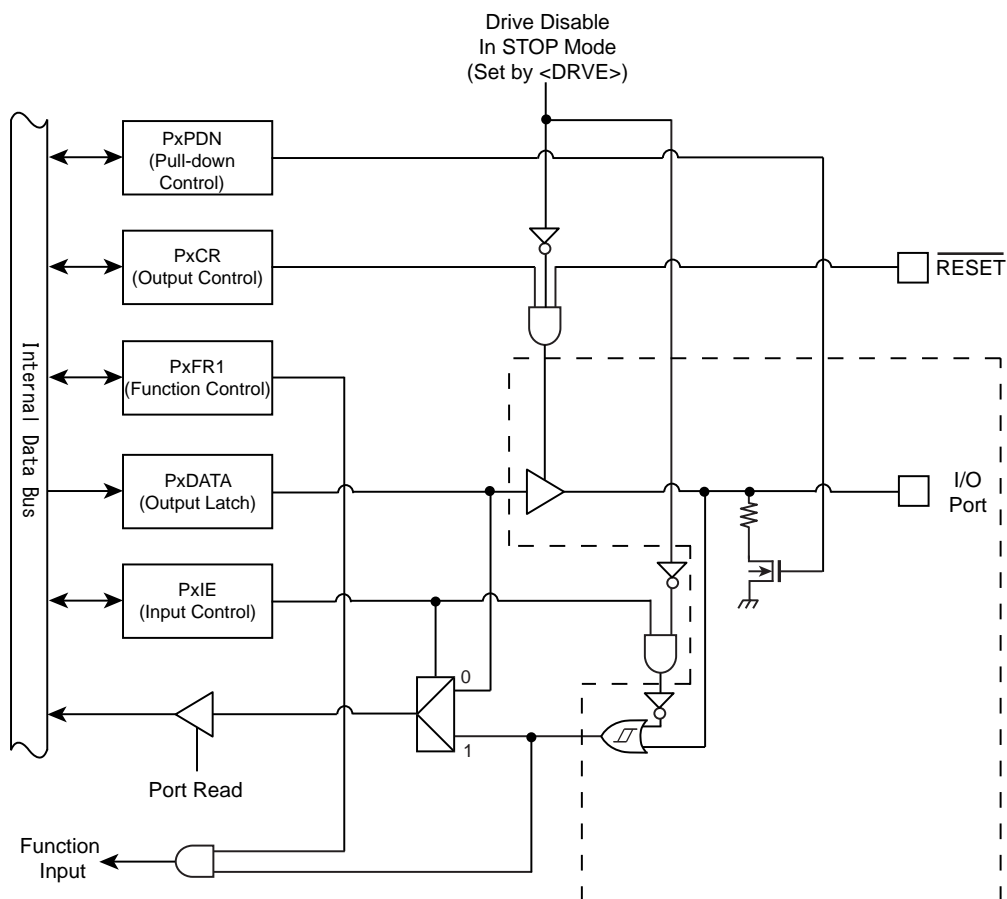 Drive Disable
In STOP Mode
(Set by <DRVE>)
PxPDN
(Pull-down
Control)
PxCR
(Output Control)
RESET
PxFR1
(Function Control)
Internal Data Bus
PxDATA
(Output Latch)
I/O
Port
PxIE
(Input Control)
0
1
Port Read
Function
Input